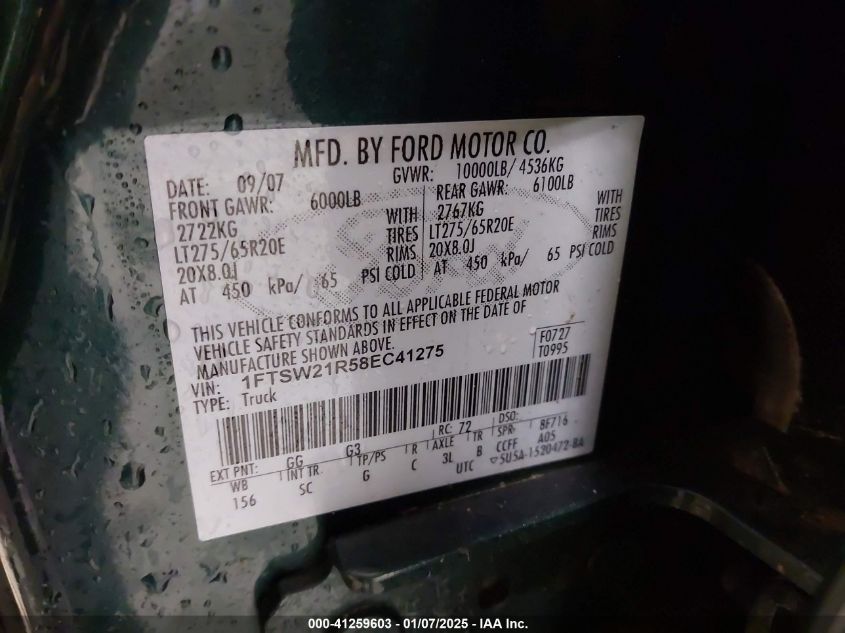 MFD. BY FORD MOTOR CO.
DATE: 09/07 GVWR: 10000LB/ 4536KG
FRONT GAWR: 6000LB REAR GAWR: 6100LB
2722KG WITH 2767KG WITH
LT275/65R20E TIRES LT275/65R20E TIRES
20X8.0J RIMS 20X8.0J RIMS
AT 450 kPa/ 65 PSI COLD AT 450 kPa/ 65 PSI COLD
THIS VEHICLE CONFORMS TO ALL APPLICABLE FEDERAL MOTOR
VEHICLE SAFETY STANDARDS IN EFFECT ON THE DATE OF
MANUFACTURE SHOWN ABOVE.
F0727
T0995
VIN: 1FTSW21R58EC41275
TYPE: Truck
EXT PNT: GG G3 RC: 72 DSO:
WB INT TR TP/PS R AXLE TR SPR BF716
156 SC G C 3L B CCFF A05
UTC 5U5A-1520472-BA
000-41259603 - 01/07/2025 - IAA Inc.